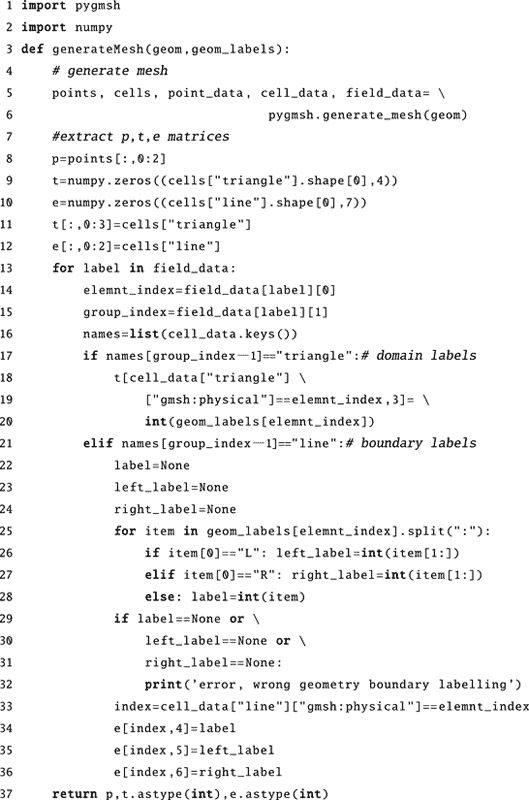 1 import pygmsh
2 import numpy
3 def generateMesh(geom,geom_labels):
4     # generate mesh
5     points, cells, point_data, cell_data, field_data= \
6                                 pygmsh.generate_mesh(geom)
7     #extract p,t,e matrices
8     p=points[:,0:2]
9     t=numpy.zeros((cells["triangle"].shape[0],4))
10     e=numpy.zeros((cells["line"].shape[0],7))
11     t[:,0:3]=cells["triangle"]
12     e[:,0:2]=cells["line"]
13     for label in field_data:
14         elemnt_index=field_data[label][0]
15         group_index=field_data[label][1]
16         names=list(cell_data.keys())
17         if names[group_index−1]=="triangle":# domain labels
18             t[cell_data["triangle"] \
19                 ["gmsh:physical"]==elemnt_index,3]= \
20                 int(geom_labels[elemnt_index])
21         elif names[group_index−1]=="line":# boundary labels
22             label=None
23             left_label=None
24             right_label=None
25             for item in geom_labels[elemnt_index].split(":"):
26                 if item[0]=="L": left_label=int(item[1:])
27                 elif item[0]=="R": right_label=int(item[1:])
28                 else: label=int(item)
29             if label==None or \
30                 left_label==None or \
31                 right_label==None:
32                 print('error, wrong geometry boundary labelling')
33             index=cell_data["line"]["gmsh:physical"]==elemnt_index
34             e[index,4]=label
35             e[index,5]=left_label
36             e[index,6]=right_label
37     return p,t.astype(int),e.astype(int)